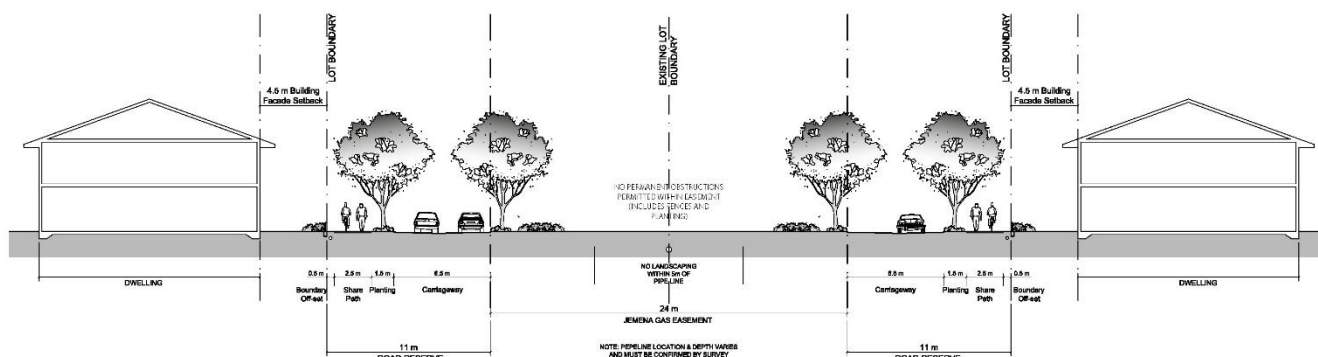 LOT BOUNDARY
EXISTING LOT
BOUNDARY
LOT BOUNDARY
4.5 m Building
Facade Setback
4.5 m Building
Facade Setback
NO PERMANENT OBSTRUCTIONS
PERMITTED WITHIN EASEMENT
(INCLUDES FENCES AND
PLANTING)
NO LANDSCAPING
WITHIN 5m OF
PIPELINE
DWELLING
0.5 m
Boundary
Off-set
2.5 m
Share
Path
1.5 m
Planting
6.5 m
Carriageway
24 m
JEMENA GAS EASEMENT
Carriageway
1.5 m
Planting
2.5 m
Share
Path
0.5 m
Boundary
Off-set
DWELLING
11 m
ROAD RESERVE
NOTE: PIPELINE LOCATION & DEPTH VARIES
AND MUST BE CONFIRMED BY SURVEY
11 m
ROAD RESERVE